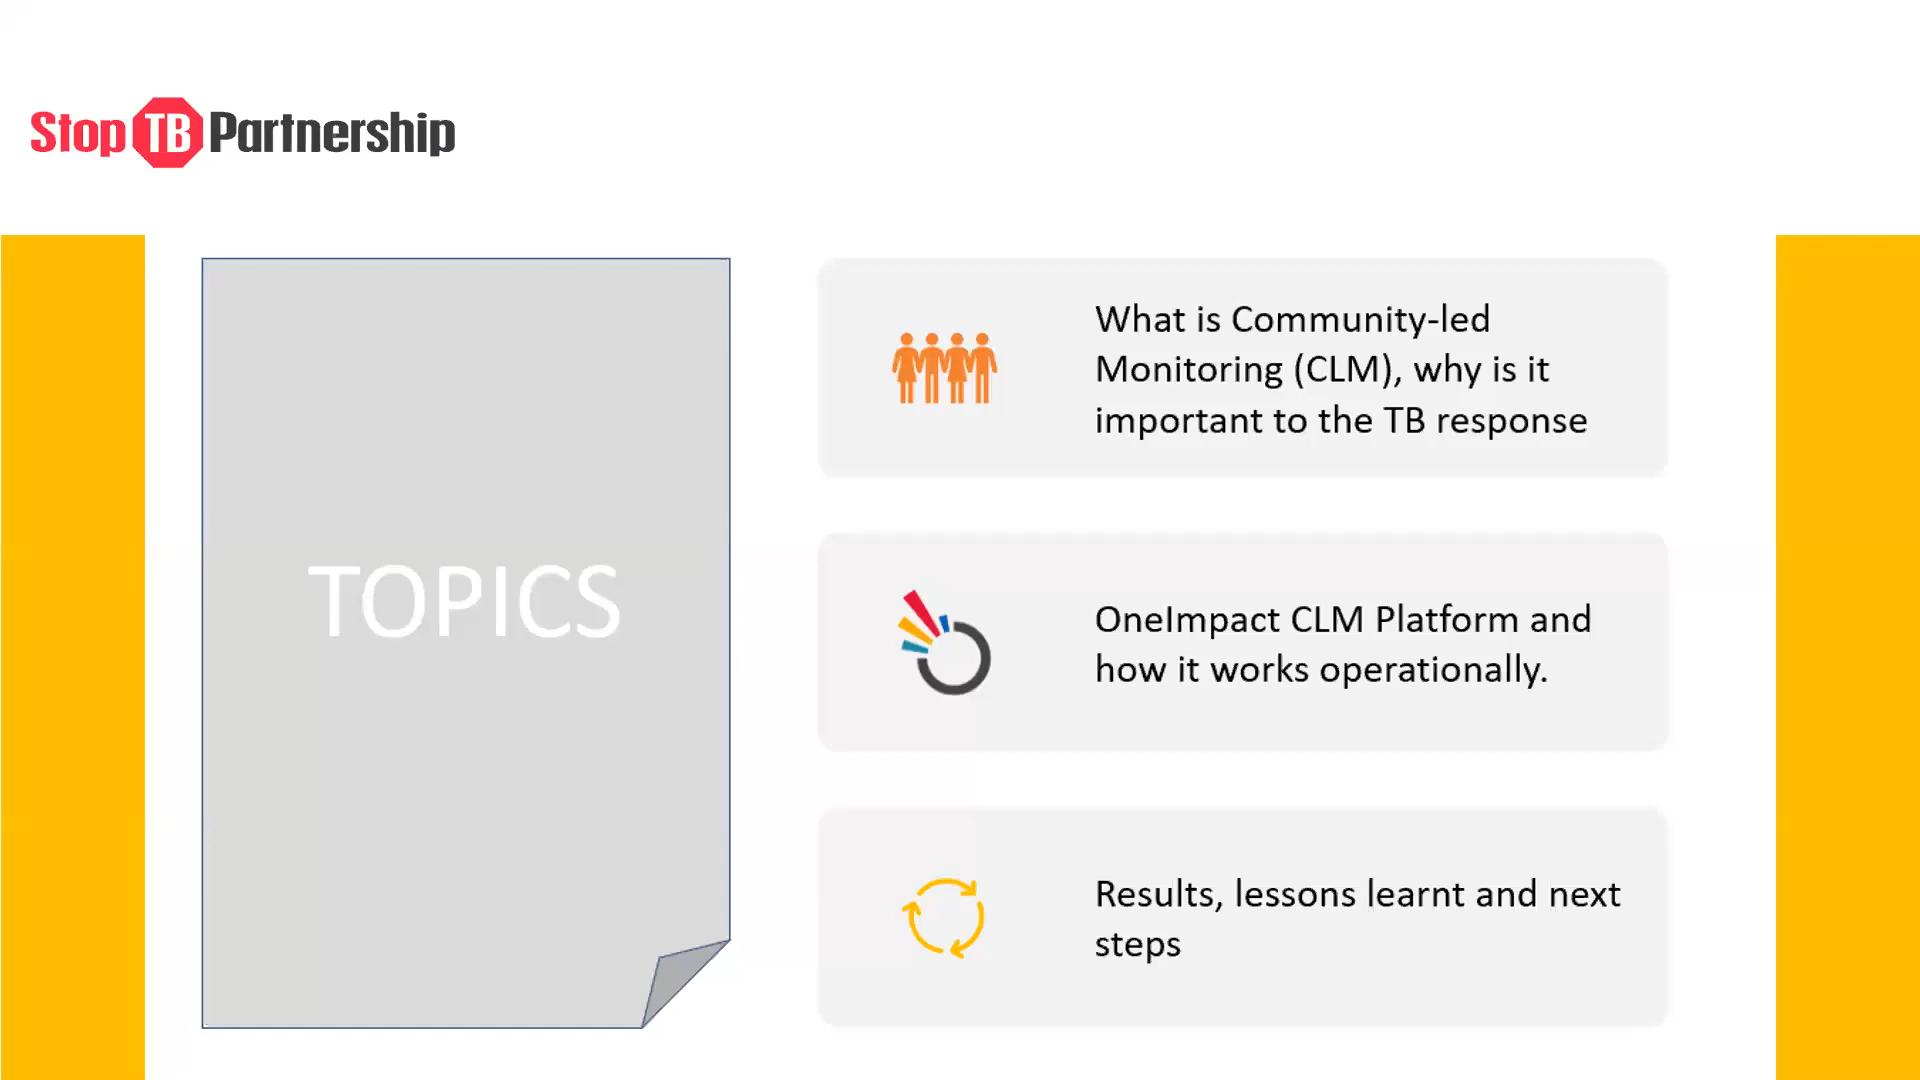 Stop TB Partnership
TOPICS
What is Community-led
Monitoring (CLM), why is it
important to the TB response
OneImpact CLM Platform and
how it works operationally.
Results, lessons learnt and next
steps